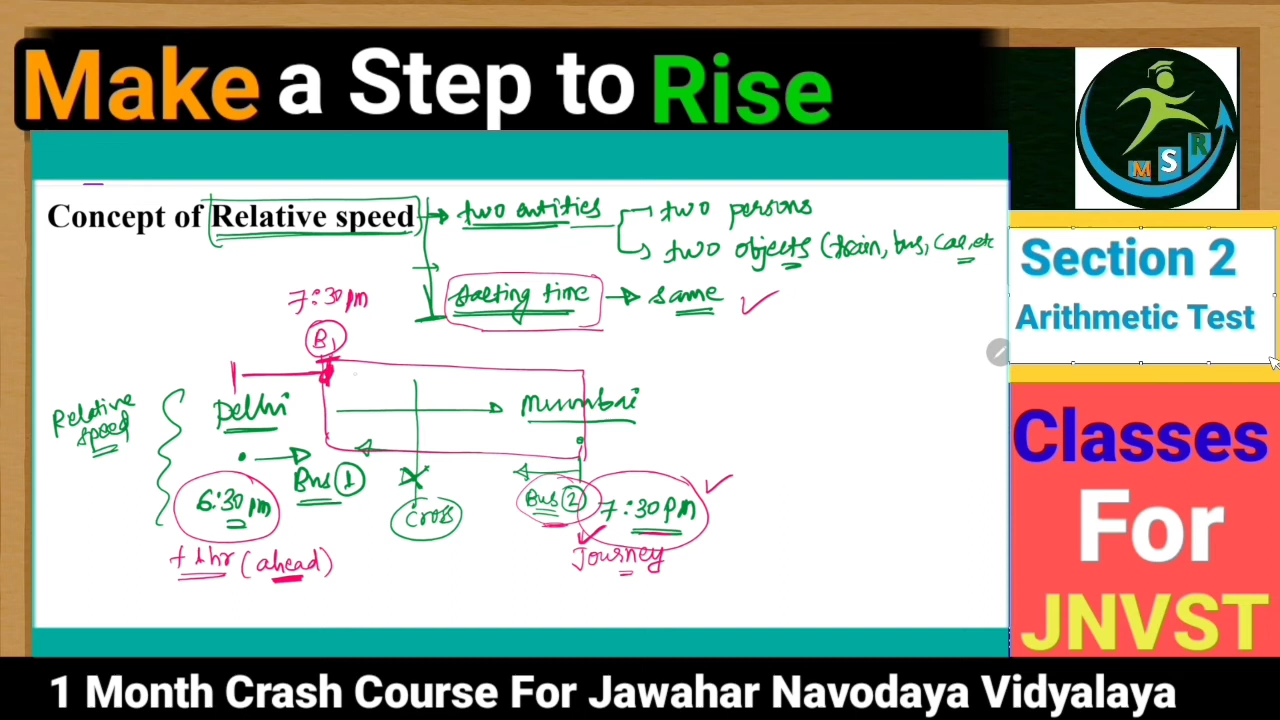 Make a Step to Rise
MSR
Concept of Relative speed → two entities
→ two persons
→ two objects (train, bus, car, etc
Starting time → same ✓
7:30 pm
B1
Relative speed
Delhi
Mumbai
Bus ①
Bus ②
6:30 pm
Cross
7:30 pm
+ 1 hr (ahead)
Journey
Section 2
Arithmetic Test
Classes
For
JNVST
1 Month Crash Course For Jawahar Navodaya Vidyalaya